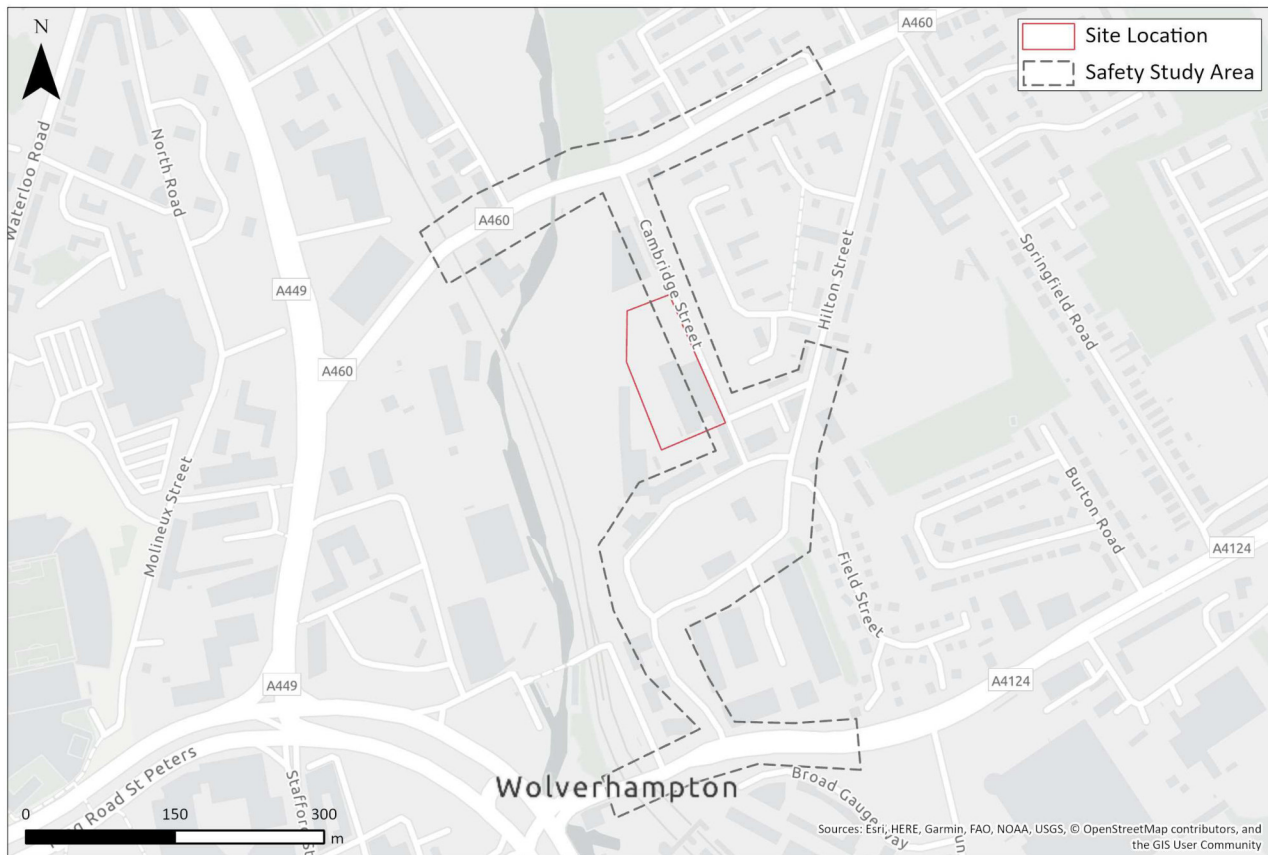 N
Site Location
Safety Study Area
A460
Waterloo Road
North Road
A460
Cambridge Street
Hilton Street
Springfield Road
A449
A460
Molineux Street
Burton Road
A4124
Field Street
A449
A4124
Ring Road St Peters
Wolverhampton
Broad Gauge Way
0 150 300
m
Sources: Esri, HERE, Garmin, FAO, NOAA, USGS, © OpenStreetMap contributors, and
the GIS User Community